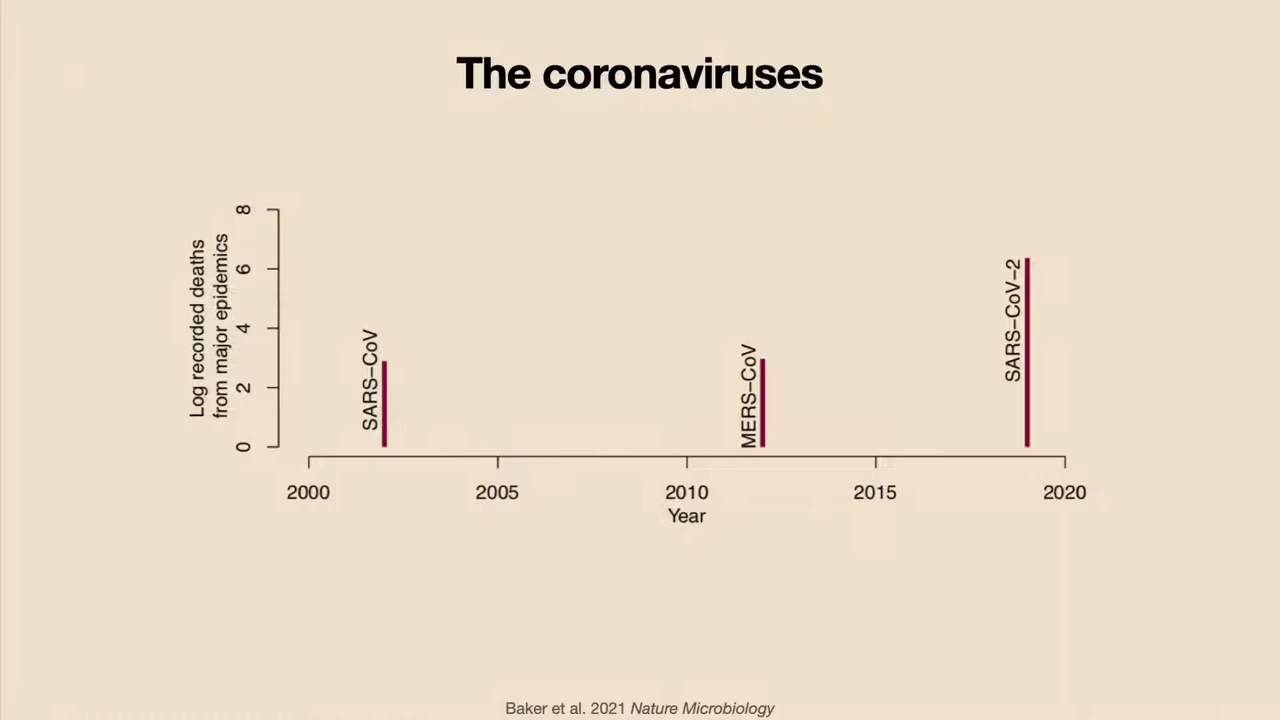 The coronaviruses
Log recorded deaths
from major epidemics
8
6
4
2
0
SARS−CoV
MERS−CoV
SARS−CoV−2
2000 2005 2010 2015 2020
Year
Baker et al. 2021 Nature Microbiology